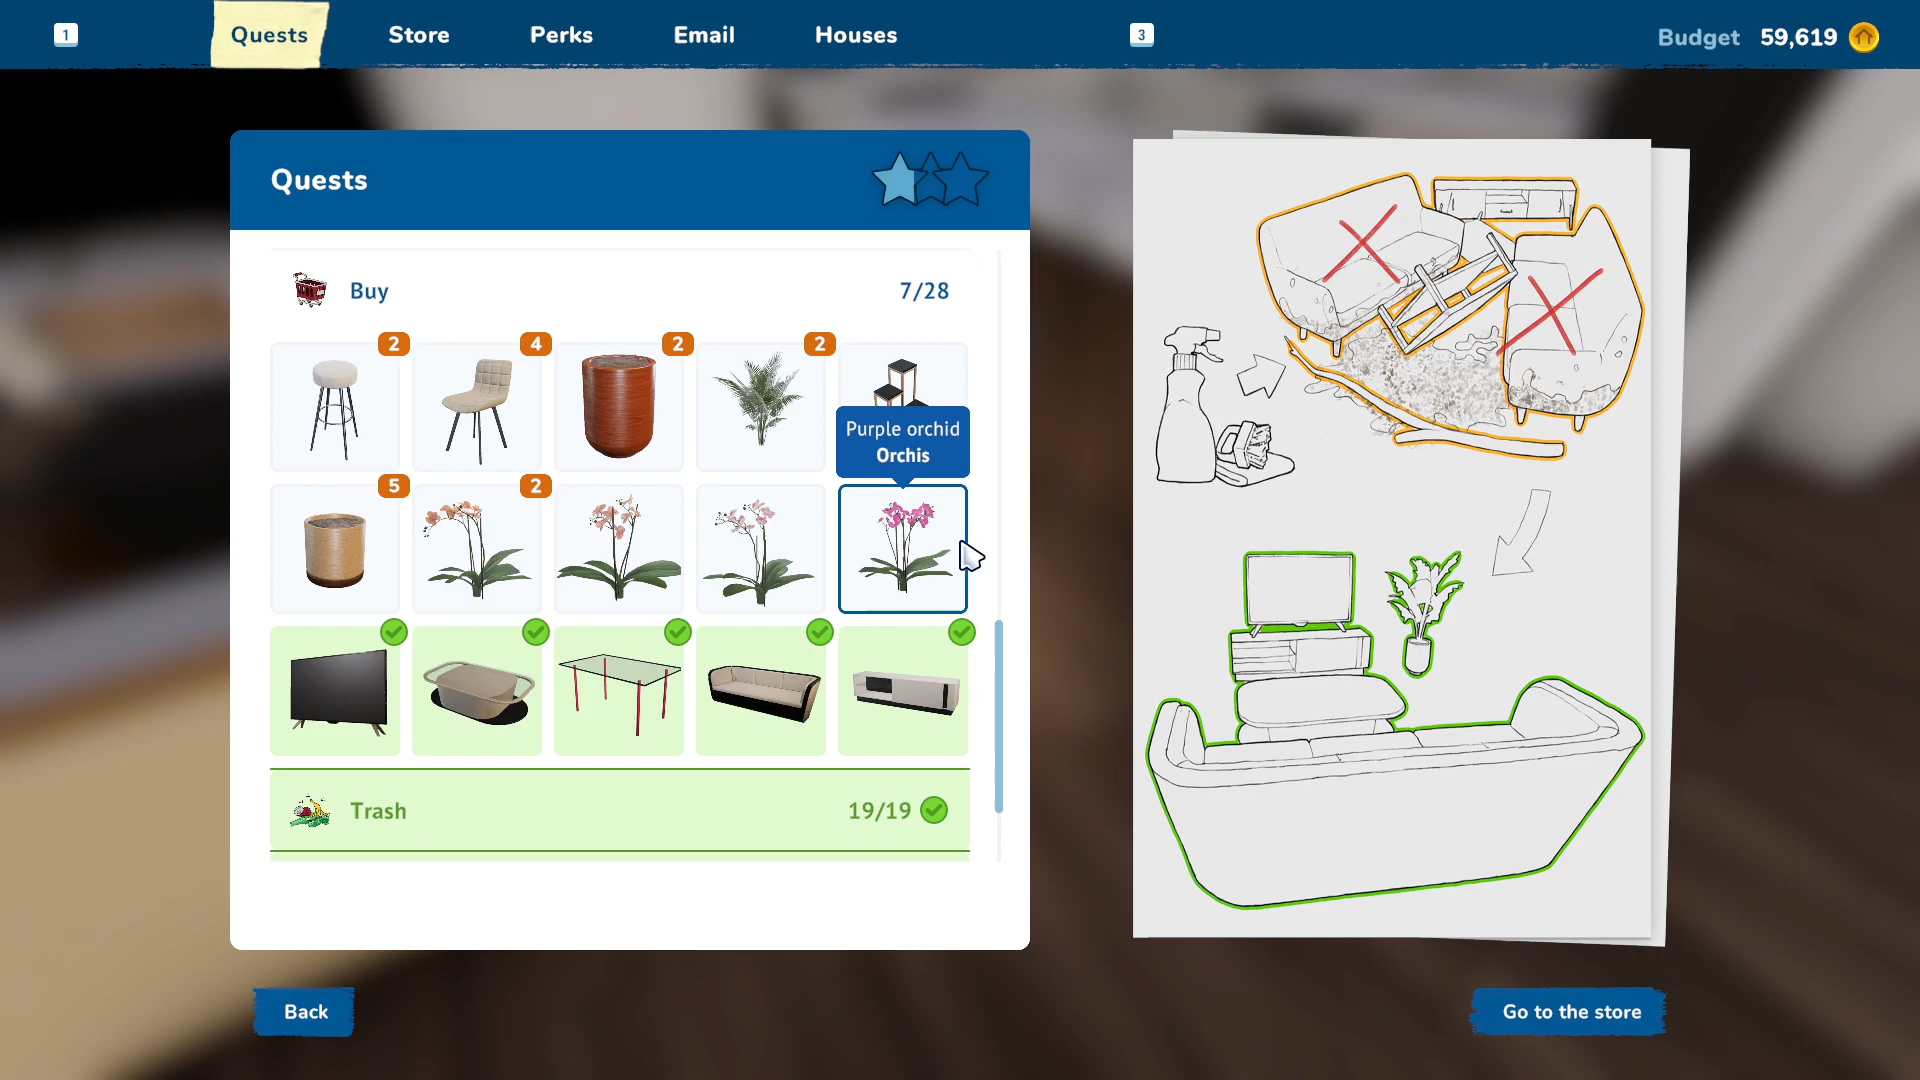 1
Quests
Store
Perks
Email
Houses
3
Budget 59,619
Quests
Buy
7/28
2
4
2
2
Purple orchid
Orchis
5
2
Trash
19/19
Back
Go to the store